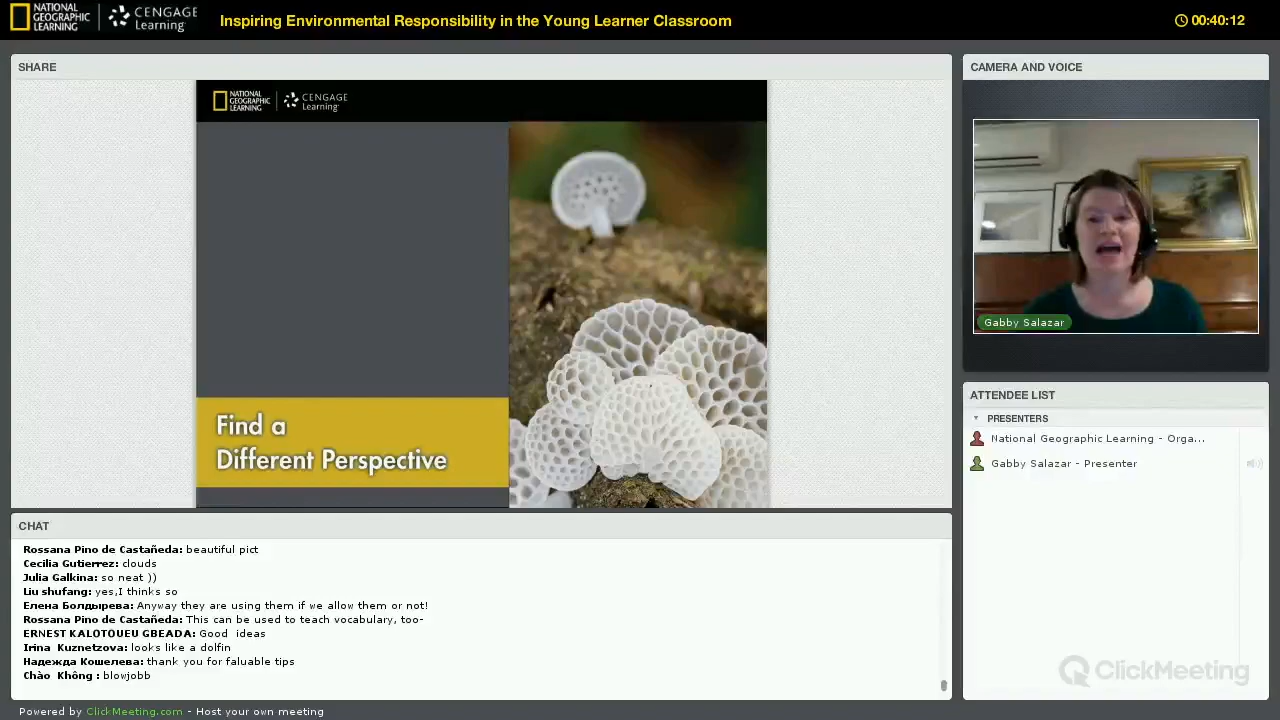 NATIONAL
GEOGRAPHIC
LEARNING
CENGAGE
Learning
Inspiring Environmental Responsibility in the Young Learner Classroom
00:40:12
SHARE
NATIONAL
GEOGRAPHIC
LEARNING
CENGAGE
Learning
Find a
Different Perspective
CAMERA AND VOICE
Gabby Salazar
ATTENDEE LIST
PRESENTERS
National Geographic Learning - Orga...
Gabby Salazar - Presenter
CHAT
Rossana Pino de Castañeda: beautiful pict
Cecilia Gutierrez: clouds
Julia Galkina: so neat ))
Liu shufang: yes,I thinks so
Елена Болдырева: Anyway they are using them if we allow them or not!
Rossana Pino de Castañeda: This can be used to teach vocabulary, too-
ERNEST KALOTOUEU GBEADA: Good ideas
Irina Kuznetzova: looks like a dolfin
Надежда Кошелева: thank you for faluable tips
Chào Không : blowjobb
ClickMeeting
Powered by ClickMeeting.com - Host your own meeting